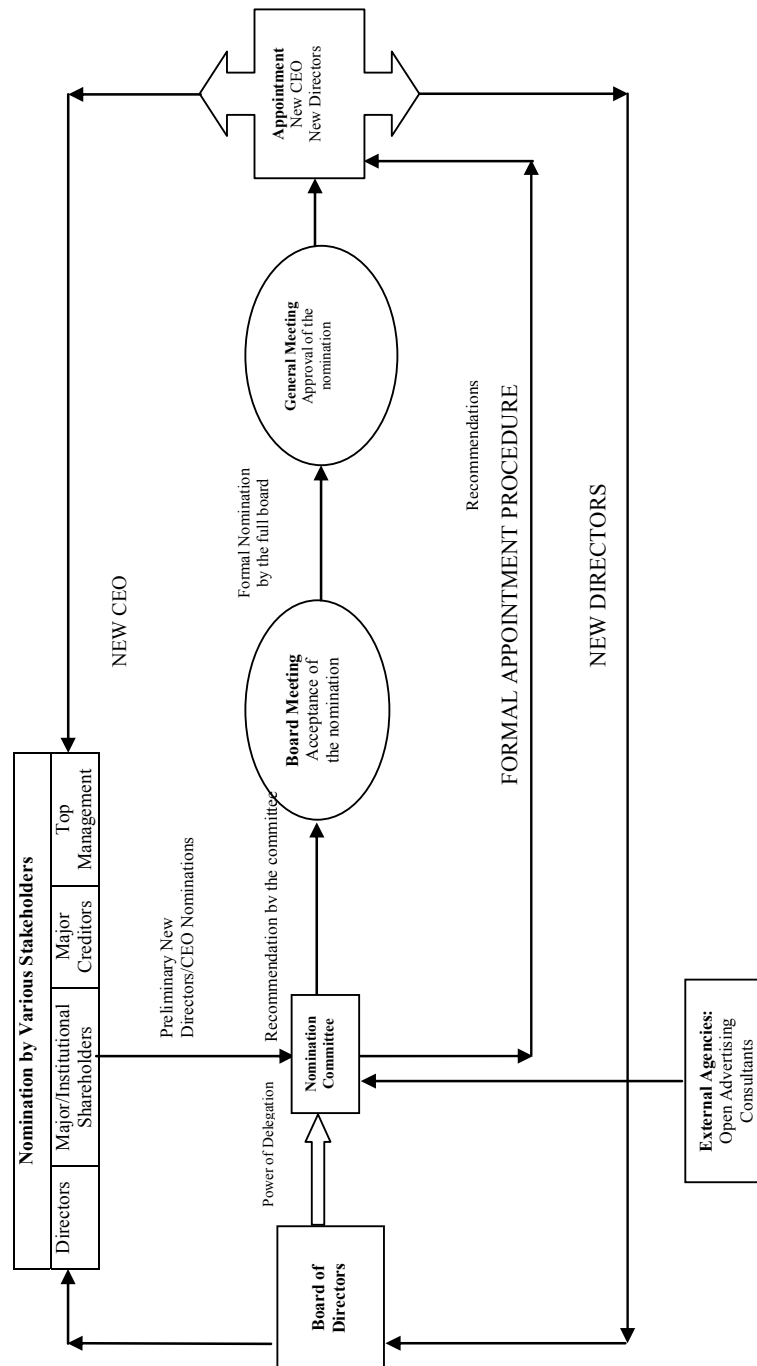 Nomination by Various Stakeholders
Directors
Major/Institutional
Shareholders
Major
Creditors
Top
Management
NEW CEO
Preliminary New
Directors/CEO Nominations
Board of
Directors
Power of Delegation
Nomination
Committee
Recommendation by the committee
Board Meeting
Acceptance of
the nomination
Formal Nomination
by the full board
General Meeting
Approval of the
nomination
Appointment
New CEO
New Directors
Recommendations
FORMAL APPOINTMENT PROCEDURE
NEW DIRECTORS
External Agencies:
Open Advertising
Consultants